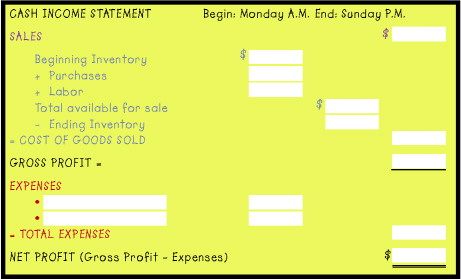 CASH INCOME STATEMENT Begin: Monday A.M. End: Sunday P.M.
SALES $
Beginning Inventory $
+ Purchases
+ Labor
Total available for sale $
- Ending Inventory
= COST OF GOODS SOLD
GROSS PROFIT =
EXPENSES
•
•
= TOTAL EXPENSES
NET PROFIT (Gross Profit - Expenses) $